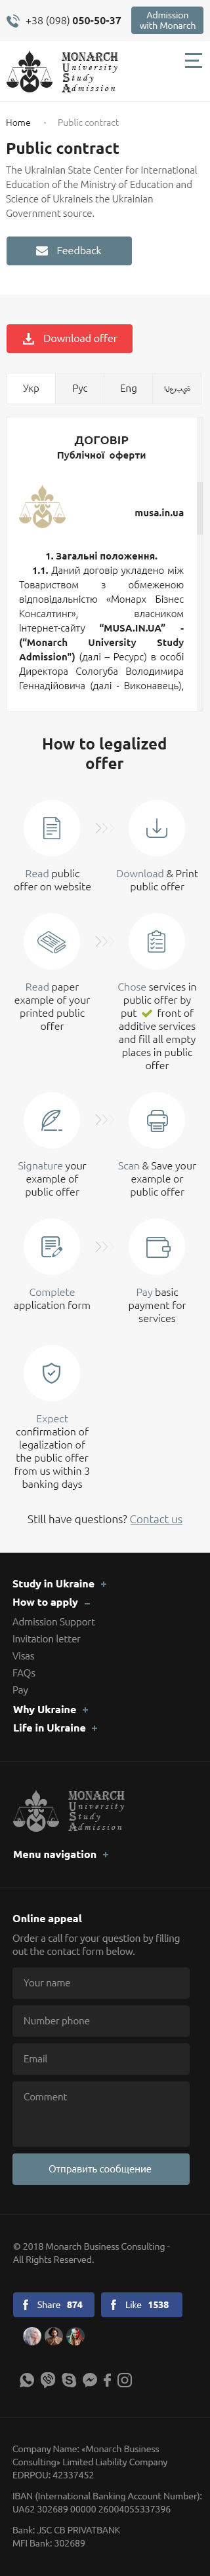 +38 (098) 050-50-37
Admission
with Monarch
MONARCH
University
Study
Admission
Home
Public contract
Public contract
The Ukrainian State Center for International
Education of the Ministry of Education and
Science of Ukraineis the Ukrainian
Government source.
Feedback
Download offer
Укр
Рус
Eng
ДОГОВІР
Публічної оферти
musa.in.ua
1. Загальні положення.
1.1. Даний договір укладено між
Товариством з обмеженою
відповідальністю «Монарх Бізнес
Консалтинг», власником
Інтернет-сайту "MUSA.IN.UA" -
("Monarch University Study
Admission") (далі – Ресурс) в особі
Директора Сологуба Володимира
Геннадійовича (далі - Виконавець),
How to legalized
offer
Read public
offer on website
Download & Print
public offer
Read paper
example of your
printed public
offer
Chose services in
public offer by
put front of
additive services
and fill all empty
places in public
offer
Signature your
example of
public offer
Scan & Save your
example or
public offer
Complete
application form
Pay basic
payment for
services
Expect
confirmation of
legalization of
the public offer
from us within 3
banking days
Still have questions? Contact us
Study in Ukraine +
How to apply –
Admission Support
Invitation letter
Visas
FAQs
Pay
Why Ukraine +
Life in Ukraine +
MONARCH
University
Study
Admission
Menu navigation +
Online appeal
Order a call for your question by filling
out the contact form below.
Your name
Number phone
Email
Comment
Отправить сообщение
© 2018 Monarch Business Consulting -
All Rights Reserved.
Share 874
Like 1538
Company Name: «Monarch Business
Consulting» Limited Liability Company
EDRPOU: 42337452
IBAN (International Banking Account Number):
UA62 302689 00000 26004055337396
Bank: JSC CB PRIVATBANK
MFI Bank: 302689